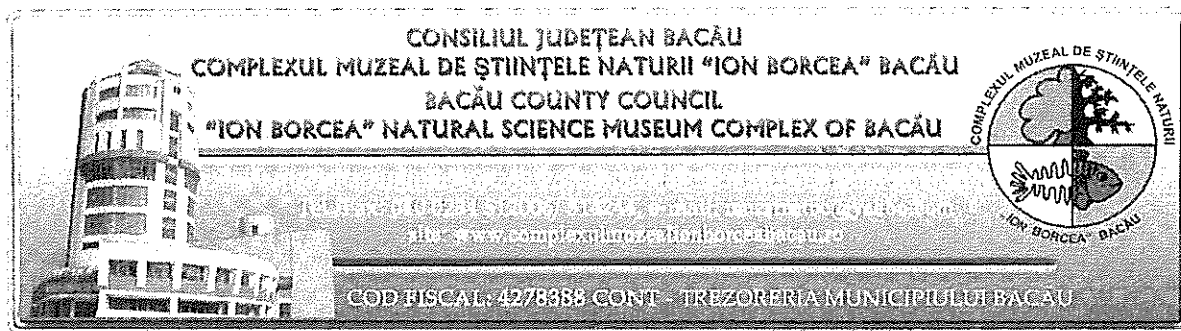 CONSILIUL JUDEȚEAN BACĂU
COMPLEXUL MUZEAL DE ȘTIINȚELE NATURII "ION BORCEA" BACĂU
BACĂU COUNTY COUNCIL
"ION BORCEA" NATURAL SCIENCE MUSEUM COMPLEX OF BACĂU
COMPLEXUL MUZEAL DE ȘTIINȚELE NATURII
"ION BORCEA" BACĂU
COD FISCAL: 4278388 CONT - TREZORERIA MUNICIPIULUI BACĂU